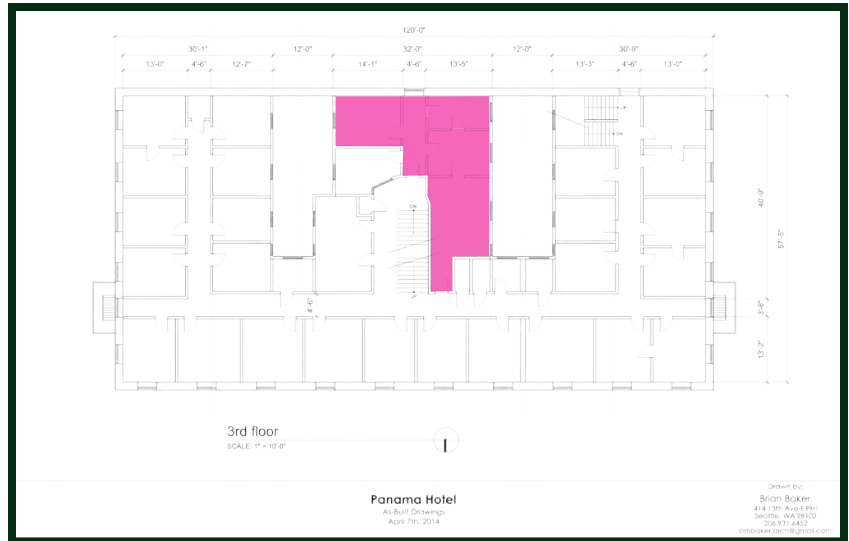 120'-0"
30'-1" 12'-0" 32'-0" 12'-0" 30'-9"
13'-0" 4'-6" 12'-7" 14'-1" 4'-6" 13'-5" 13'-3" 4'-6" 13'-0"
UP
DN
40'-9"
DN
57'-5"
UP
4'-6"
3'-6"
13'-2"
3rd floor
SCALE: 1" = 10'-0"
Panama Hotel
As-Built Drawings
April 7th, 2014
Drawn by:
Brian Baker
414 13th Ave E PH1
Seattle, WA 98102
206.931.6452
bmbaker.arch@gmail.com